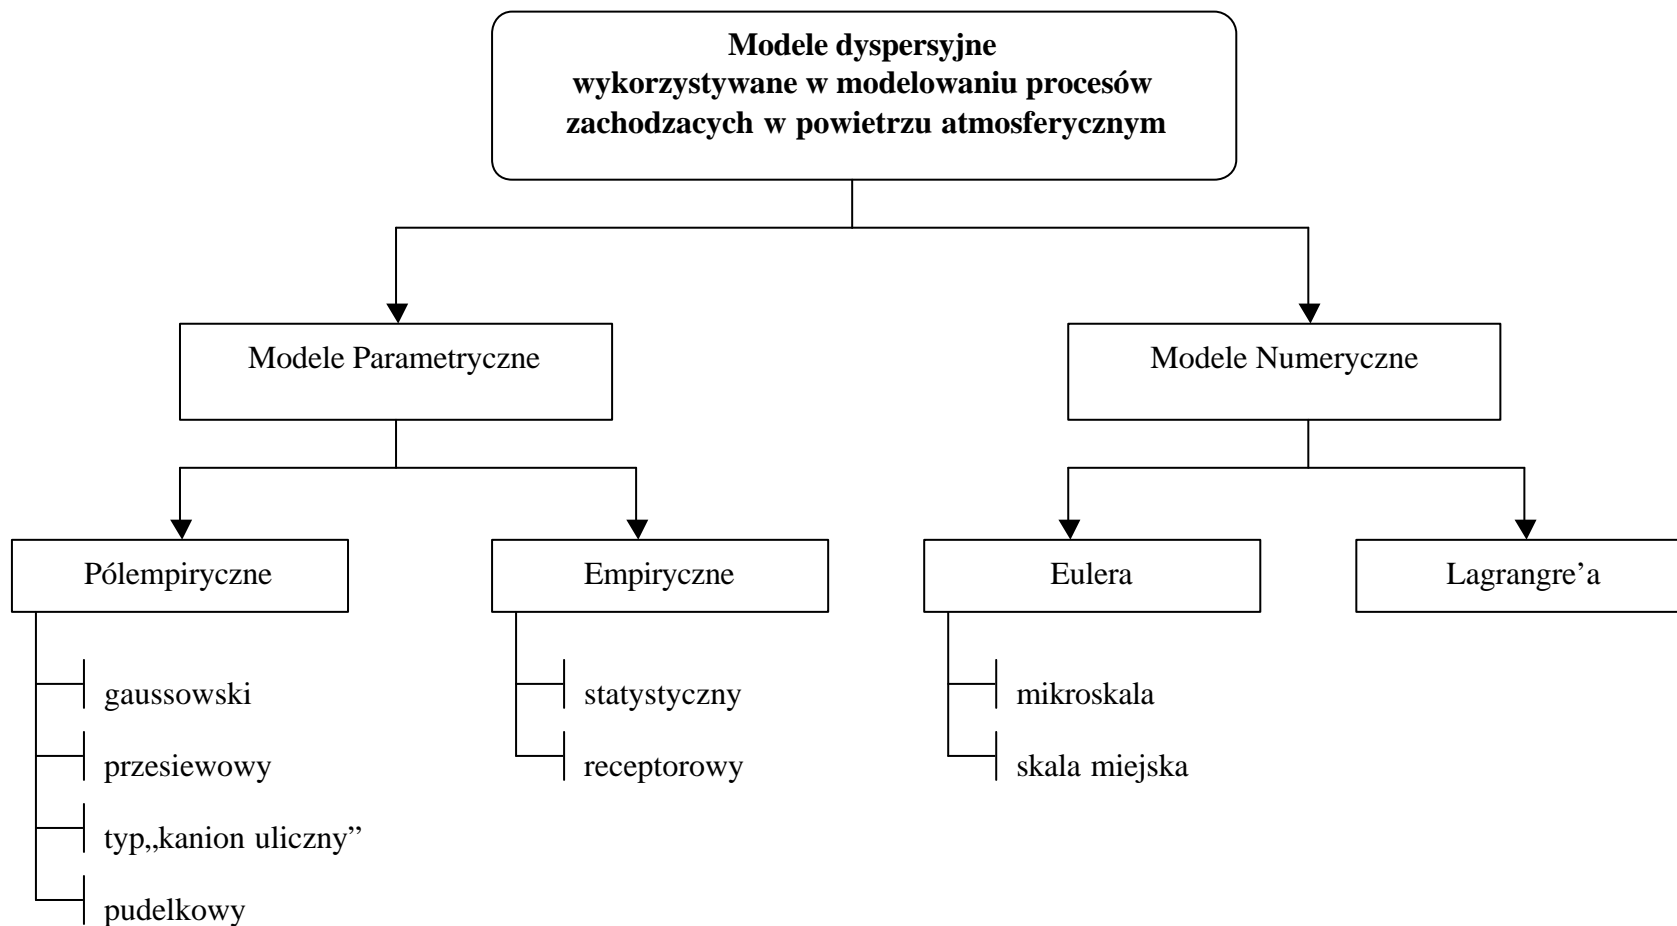 Modele dyspersyjne
wykorzystywane w modelowaniu procesów
zachodzacych w powietrzu atmosferycznym
Modele Parametryczne
Modele Numeryczne
Pólempiryczne
Empiryczne
Eulera
Lagrangre’a
gaussowski
przesiewowy
typ„kanion uliczny”
pudelkowy
statystyczny
receptorowy
mikroskala
skala miejska